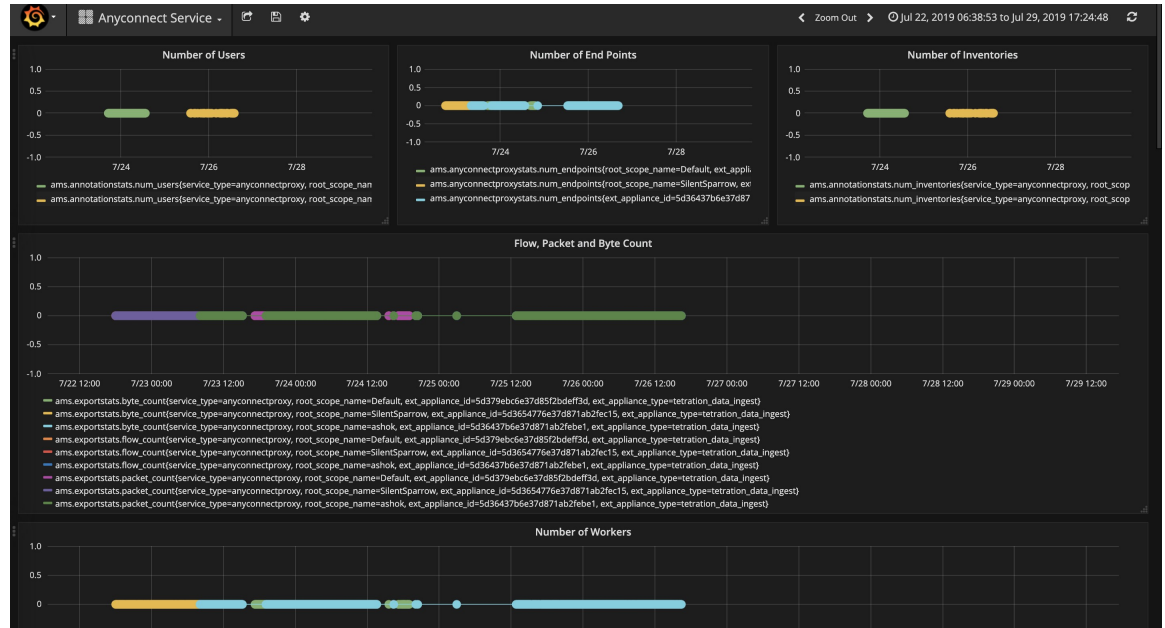 Anyconnect Service
Zoom Out
Jul 22, 2019 06:38:53 to Jul 29, 2019 17:24:48
Number of Users
1.0
0.5
0
-0.5
-1.0
7/24 7/26 7/28
ams.annotationstats.num_users{service_type=anyconnectproxy, root_scope_nan
ams.annotationstats.num_users{service_type=anyconnectproxy, root_scope_nan
Number of End Points
1.0
0.5
0
-0.5
-1.0
7/24 7/26 7/28
ams.anyconnectproxystats.num_endpoints{root_scope_name=Default, ext_appli
ams.anyconnectproxystats.num_endpoints{root_scope_name=SilentSparrow, ext
ams.anyconnectproxystats.num_endpoints{ext_appliance_id=5d36437b6e37d87
Number of Inventories
1.0
0.5
0
-0.5
-1.0
7/24 7/26 7/28
ams.annotationstats.num_inventories{service_type=anyconnectproxy, root_scop
ams.annotationstats.num_inventories{service_type=anyconnectproxy, root_scop
Flow, Packet and Byte Count
1.0
0.5
0
-0.5
-1.0
7/22 12:00 7/23 00:00 7/23 12:00 7/24 00:00 7/24 12:00 7/25 00:00 7/25 12:00 7/26 00:00 7/26 12:00 7/27 00:00 7/27 12:00 7/28 00:00 7/28 12:00 7/29 00:00 7/29 12:00
ams.exportstats.byte_count{service_type=anyconnectproxy, root_scope_name=Default, ext_appliance_id=5d379ebc6e37d85f2bdeff3d, ext_appliance_type=tetration_data_ingest}
ams.exportstats.byte_count{service_type=anyconnectproxy, root_scope_name=SilentSparrow, ext_appliance_id=5d3654776e37d871ab2fec15, ext_appliance_type=tetration_data_ingest}
ams.exportstats.byte_count{service_type=anyconnectproxy, root_scope_name=ashok, ext_appliance_id=5d36437b6e37d871ab2febe1, ext_appliance_type=tetration_data_ingest}
ams.exportstats.flow_count{service_type=anyconnectproxy, root_scope_name=Default, ext_appliance_id=5d379ebc6e37d85f2bdeff3d, ext_appliance_type=tetration_data_ingest}
ams.exportstats.flow_count{service_type=anyconnectproxy, root_scope_name=SilentSparrow, ext_appliance_id=5d3654776e37d871ab2fec15, ext_appliance_type=tetration_data_ingest}
ams.exportstats.flow_count{service_type=anyconnectproxy, root_scope_name=ashok, ext_appliance_id=5d36437b6e37d871ab2febe1, ext_appliance_type=tetration_data_ingest}
ams.exportstats.packet_count{service_type=anyconnectproxy, root_scope_name=Default, ext_appliance_id=5d379ebc6e37d85f2bdeff3d, ext_appliance_type=tetration_data_ingest}
ams.exportstats.packet_count{service_type=anyconnectproxy, root_scope_name=SilentSparrow, ext_appliance_id=5d3654776e37d871ab2fec15, ext_appliance_type=tetration_data_ingest}
ams.exportstats.packet_count{service_type=anyconnectproxy, root_scope_name=ashok, ext_appliance_id=5d36437b6e37d871ab2febe1, ext_appliance_type=tetration_data_ingest}
Number of Workers
1.0
0.5
0